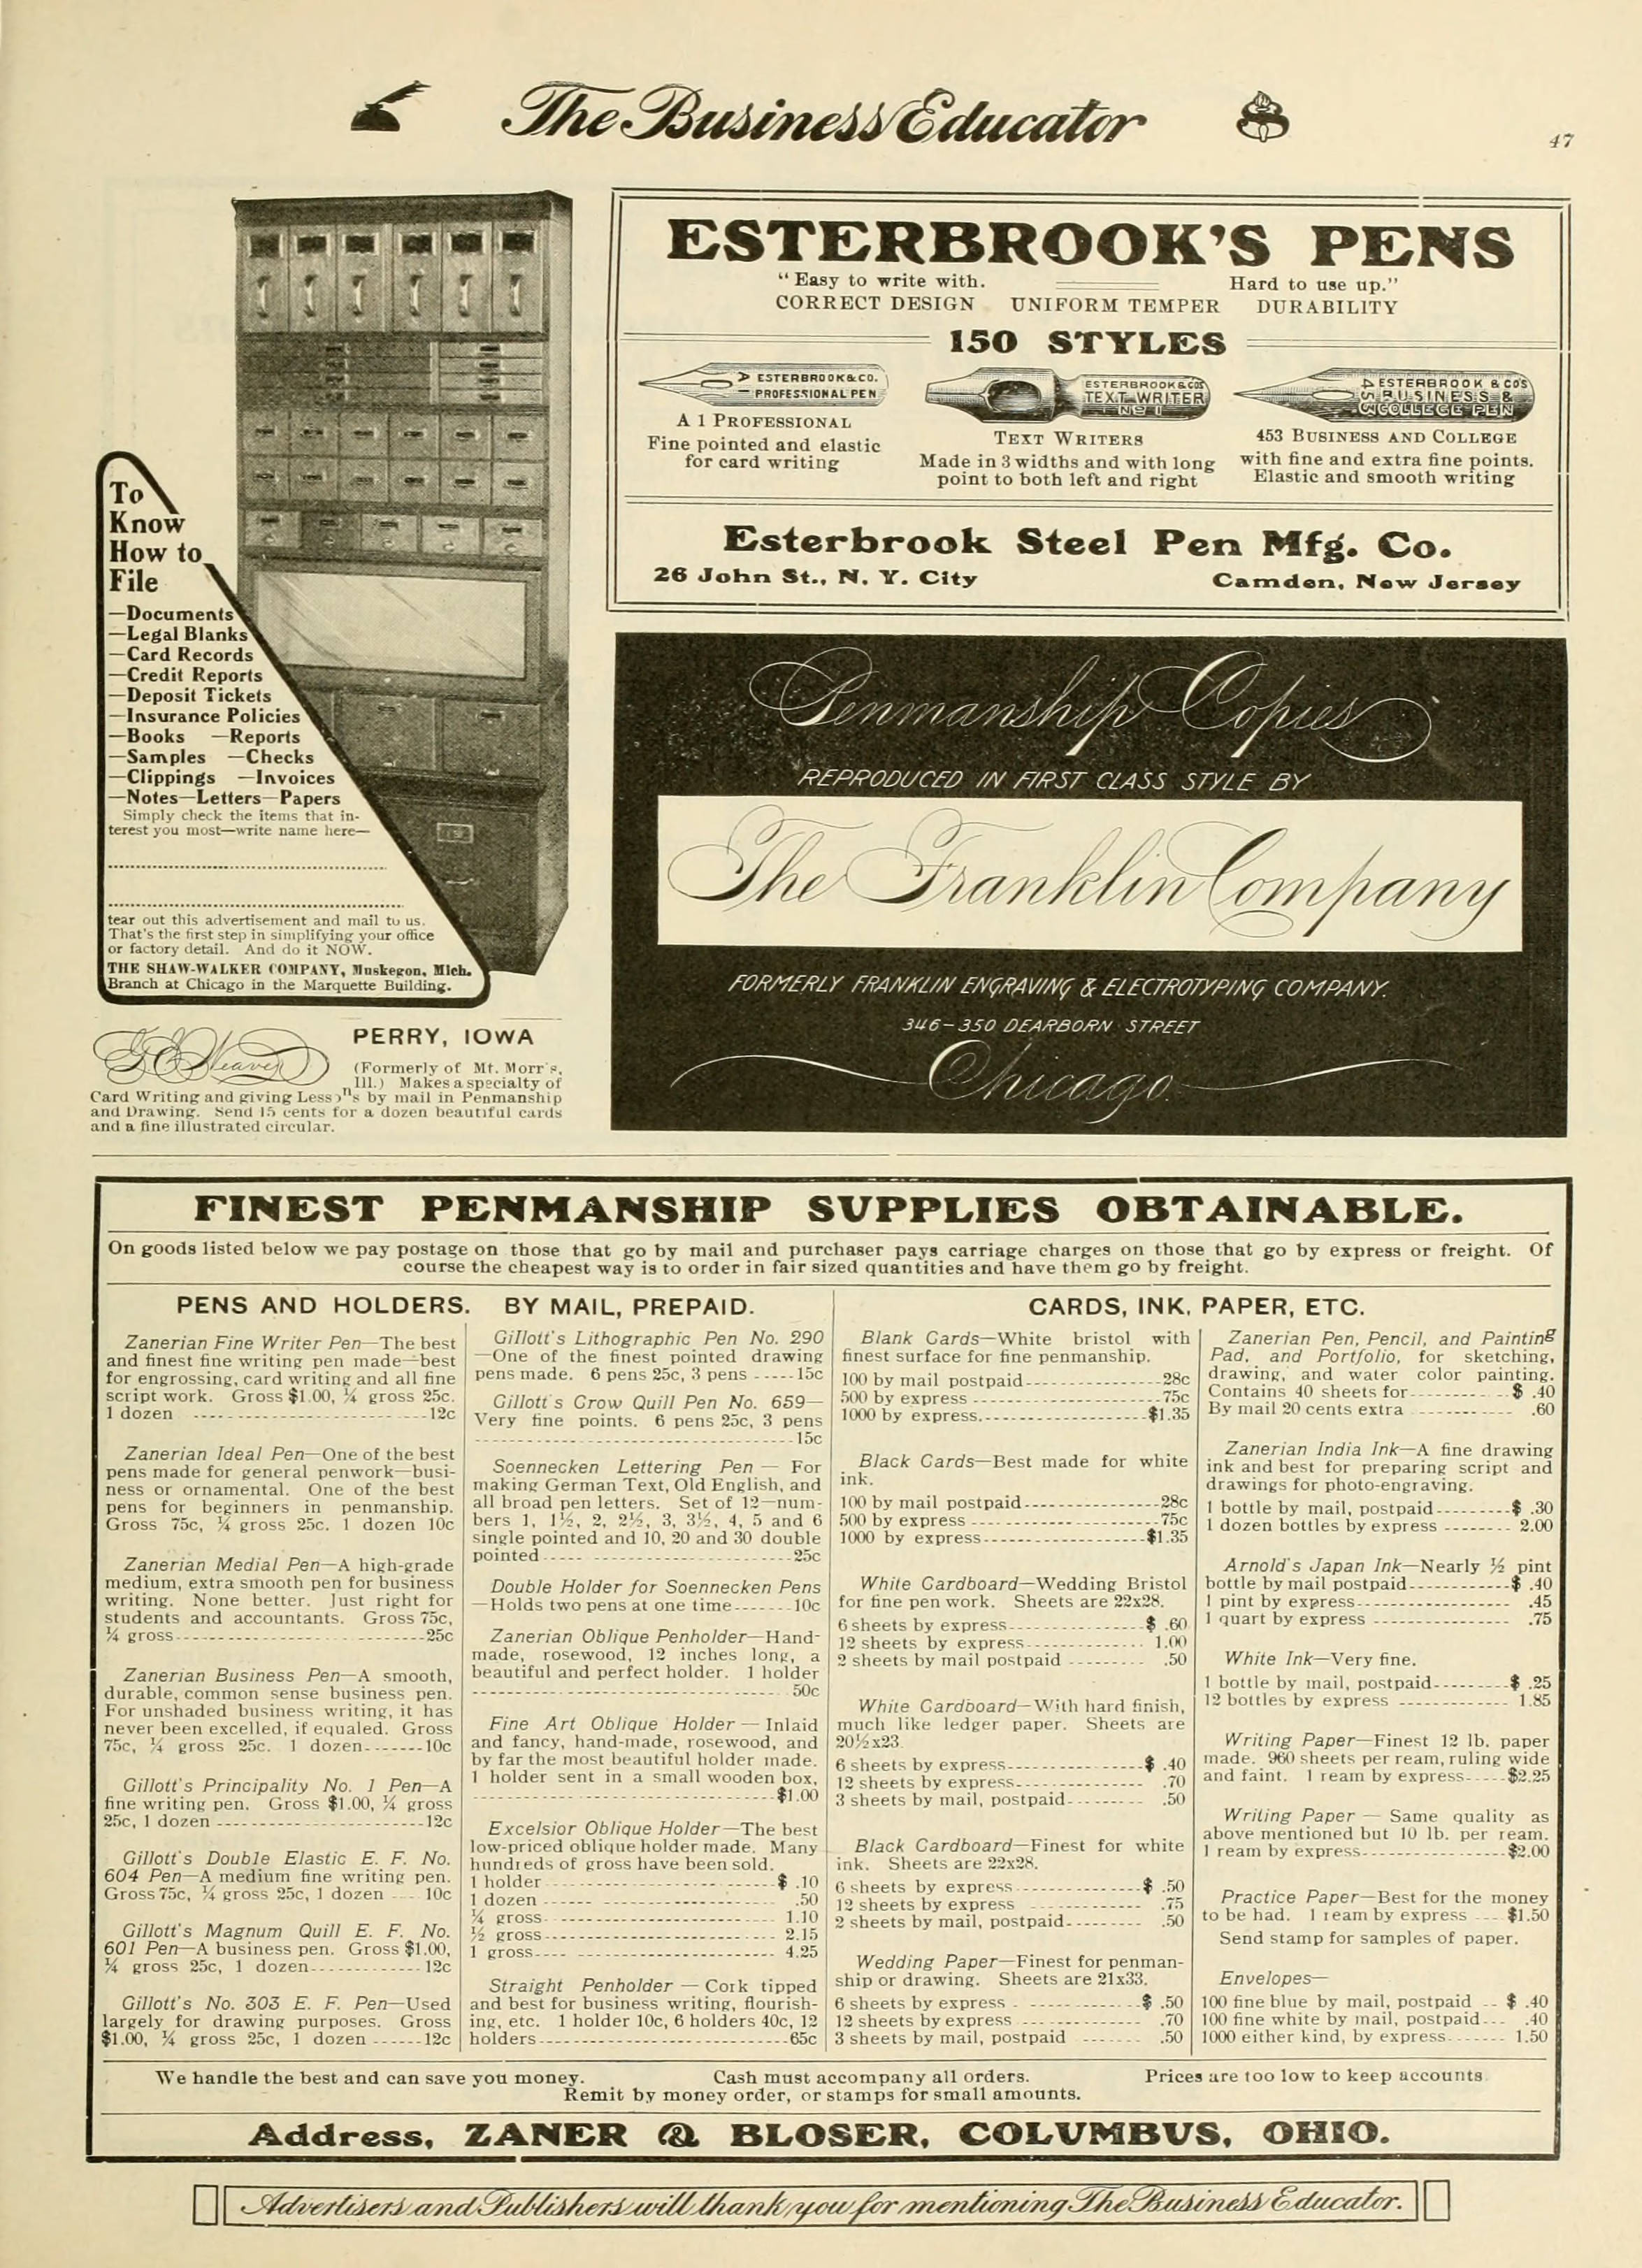 The Business Educator
47
To
Know
How to
File
—Documents
—Legal Blanks
—Card Records
—Credit Reports
—Deposit Tickets
—Insurance Policies
—Books —Reports
—Samples —Checks
—Clippings —Invoices
—Notes—Letters—Papers
Simply check the items that in-
terest you most—write name here—
tear out this advertisement and mail to us.
That's the first step in simplifying your office
or factory detail. And do it NOW.
THE SHAW-WALKER COMPANY, Muskegon, Mich.
Branch at Chicago in the Marquette Building.
ESTERBROOK'S PENS
"Easy to write with. Hard to use up."
CORRECT DESIGN UNIFORM TEMPER DURABILITY
150 STYLES
A ESTERBROOK & CO.
PROFESSIONAL PEN
A 1 PROFESSIONAL
Fine pointed and elastic
for card writing
ESTERBROOK & CO'S
TEXT WRITER
No 1
TEXT WRITERS
Made in 3 widths and with long
point to both left and right
ESTERBROOK & CO'S
BUSINESS &
COLLEGE PEN
453 BUSINESS AND COLLEGE
with fine and extra fine points.
Elastic and smooth writing
Esterbrook Steel Pen Mfg. Co.
26 John St., N. Y. City Camden, New Jersey
Penmanship Copies
REPRODUCED IN FIRST CLASS STYLE BY
The Franklin Company
FORMERLY FRANKLIN ENGRAVING & ELECTROTYPING COMPANY.
346-350 DEARBORN STREET
Chicago.
Weaver PERRY, IOWA
(Formerly of Mt. Morr's,
Ill.) Makes a specialty of
Card Writing and giving Lessons by mail in Penmanship
and Drawing. Send 15 cents for a dozen beautiful cards
and a fine illustrated circular.
FINEST PENMANSHIP SUPPLIES OBTAINABLE.
On goods listed below we pay postage on those that go by mail and purchaser pays carriage charges on those that go by express or freight. Of
course the cheapest way is to order in fair sized quantities and have them go by freight.
PENS AND HOLDERS. BY MAIL, PREPAID.
Zanerian Fine Writer Pen—The best
and finest fine writing pen made—best
for engrossing, card writing and all fine
script work. Gross $1.00, ¼ gross 25c.
1 dozen 12c
Zanerian Ideal Pen—One of the best
pens made for general penwork—busi-
ness or ornamental. One of the best
pens for beginners in penmanship.
Gross 75c, ¼ gross 25c. 1 dozen 10c
Zanerian Medial Pen—A high-grade
medium, extra smooth pen for business
writing. None better. Just right for
students and accountants. Gross 75c,
¼ gross 25c
Zanerian Business Pen—A smooth,
durable, common sense business pen.
For unshaded business writing, it has
never been excelled, if equaled. Gross
75c, ¼ gross 25c. 1 dozen 10c
Gillott's Principality No. 1 Pen—A
fine writing pen. Gross $1.00, ¼ gross
25c, 1 dozen 12c
Gillott's Double Elastic E. F. No.
604 Pen—A medium fine writing pen.
Gross 75c, ¼ gross 25c, 1 dozen 10c
Gillott's Magnum Quill E. F. No.
601 Pen—A business pen. Gross $1.00,
¼ gross 25c, 1 dozen 12c
Gillott's No. 303 E. F. Pen—Used
largely for drawing purposes. Gross
$1.00, ¼ gross 25c, 1 dozen 12c
Gillott's Lithographic Pen No. 290
—One of the finest pointed drawing
pens made. 6 pens 25c, 3 pens 15c
Gillott's Crow Quill Pen No. 659—
Very fine points. 6 pens 25c, 3 pens
15c
Soennecken Lettering Pen — For
making German Text, Old English, and
all broad pen letters. Set of 12—num-
bers 1, 1½, 2, 2½, 3, 3½, 4, 5 and 6
single pointed and 10, 20 and 30 double
pointed 25c
Double Holder for Soennecken Pens
—Holds two pens at one time 10c
Zanerian Oblique Penholder—Hand-
made, rosewood, 12 inches long, a
beautiful and perfect holder. 1 holder
50c
Fine Art Oblique Holder — Inlaid
and fancy, hand-made, rosewood, and
by far the most beautiful holder made.
1 holder sent in a small wooden box,
$1.00
Excelsior Oblique Holder—The best
low-priced oblique holder made. Many
hundreds of gross have been sold.
1 holder $ .10
1 dozen .50
¼ gross 1.10
½ gross 2.15
1 gross 4.25
Straight Penholder — Cork tipped
and best for business writing, flourish-
ing, etc. 1 holder 10c, 6 holders 40c, 12
holders 65c
CARDS, INK, PAPER, ETC.
Blank Cards—White bristol with
finest surface for fine penmanship.
100 by mail postpaid 28c
500 by express 75c
1000 by express. $1.35
Black Cards—Best made for white
ink.
100 by mail postpaid 28c
500 by express 75c
1000 by express $1.35
White Cardboard—Wedding Bristol
for fine pen work. Sheets are 22x28.
6 sheets by express $ .60
12 sheets by express 1.00
2 sheets by mail postpaid .50
White Cardboard—With hard finish,
much like ledger paper. Sheets are
20½x23
6 sheets by express $ .40
12 sheets by express .70
3 sheets by mail, postpaid .50
Black Cardboard—Finest for white
ink. Sheets are 22x28.
6 sheets by express $ .50
12 sheets by express .75
2 sheets by mail, postpaid .50
Wedding Paper—Finest for penman-
ship or drawing. Sheets are 21x33.
6 sheets by express $ .50
12 sheets by express .70
3 sheets by mail, postpaid .50
Zanerian Pen, Pencil, and Painting
Pad, and Portfolio, for sketching,
drawing, and water color painting.
Contains 40 sheets for $ .40
By mail 20 cents extra .60
Zanerian India Ink—A fine drawing
ink and best for preparing script and
drawings for photo-engraving.
1 bottle by mail, postpaid $ .30
1 dozen bottles by express 2.00
Arnold's Japan Ink—Nearly ½ pint
bottle by mail postpaid $ .40
1 pint by express .45
1 quart by express .75
White Ink—Very fine.
1 bottle by mail, postpaid $ .25
12 bottles by express 1.85
Writing Paper—Finest 12 lb. paper
made. 960 sheets per ream, ruling wide
and faint. 1 ream by express $2.25
Writing Paper — Same quality as
above mentioned but 10 lb. per ream.
1 ream by express $2.00
Practice Paper—Best for the money
to be had. 1 ream by express $1.50
Send stamp for samples of paper.
Envelopes—
100 fine blue by mail, postpaid $ .40
100 fine white by mail, postpaid .40
1000 either kind, by express 1.50
We handle the best and can save you money. Cash must accompany all orders. Prices are too low to keep accounts
Remit by money order, or stamps for small amounts.
Address, ZANER & BLOSER, COLUMBUS, OHIO.
Advertisers and Publishers will thank you for mentioning The Business Educator.